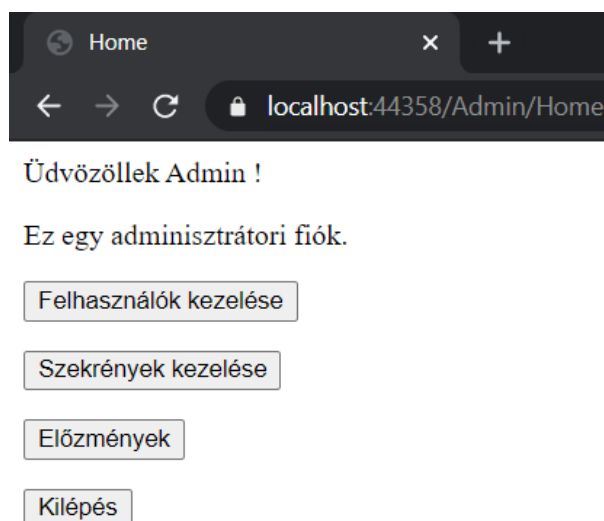 Home
localhost:44358/Admin/Home
Üdvözöllek Admin !
Ez egy adminisztrátori fiók.
Felhasználók kezelése
Szekrények kezelése
Előzmények
Kilépés